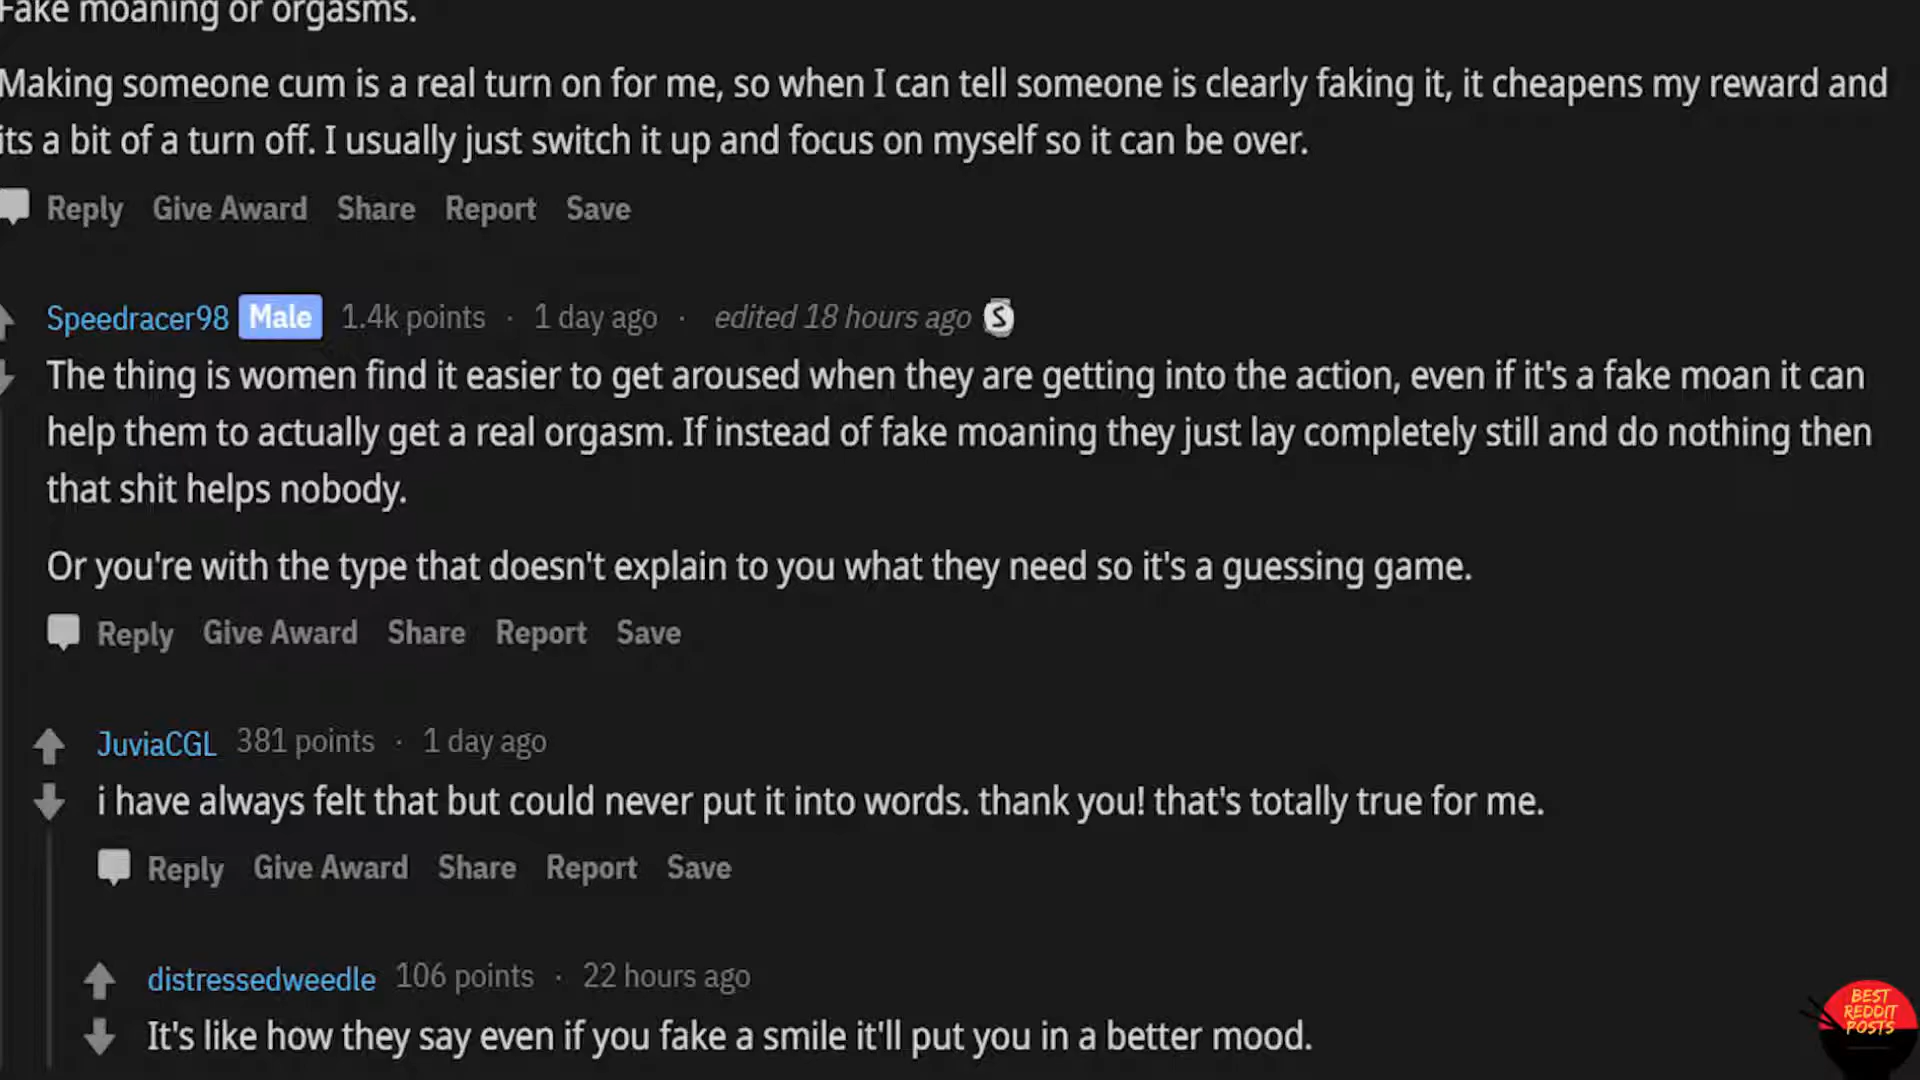 Fake moaning or orgasms.
Making someone cum is a real turn on for me, so when I can tell someone is clearly faking it, it cheapens my reward and
its a bit of a turn off. I usually just switch it up and focus on myself so it can be over.
Reply Give Award Share Report Save
Speedracer98 Male 1.4k points · 1 day ago · edited 18 hours ago S
The thing is women find it easier to get aroused when they are getting into the action, even if it's a fake moan it can
help them to actually get a real orgasm. If instead of fake moaning they just lay completely still and do nothing then
that shit helps nobody.
Or you're with the type that doesn't explain to you what they need so it's a guessing game.
Reply Give Award Share Report Save
JuviaCGL 381 points · 1 day ago
i have always felt that but could never put it into words. thank you! that's totally true for me.
Reply Give Award Share Report Save
distressedweedle 106 points · 22 hours ago
It's like how they say even if you fake a smile it'll put you in a better mood.
BEST
REDDIT
POSTS